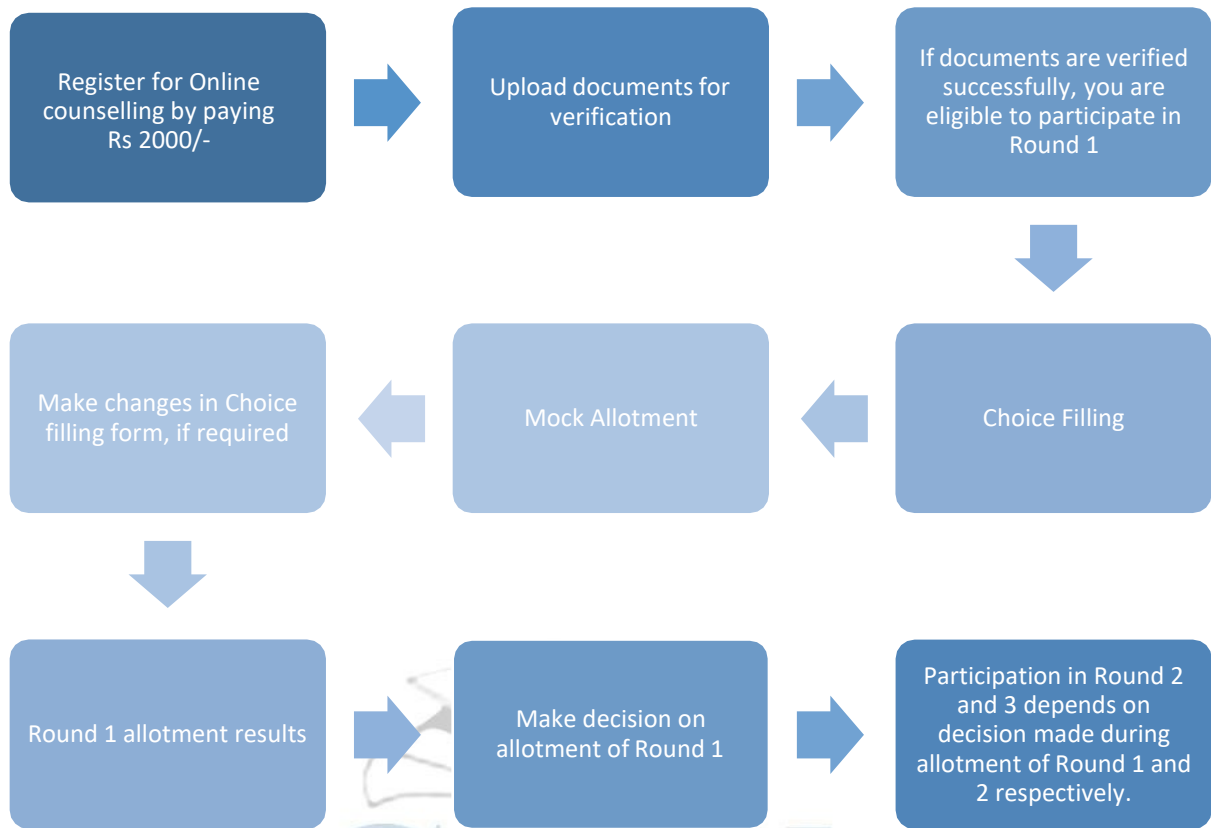 Register for Online
counselling by paying
Rs 2000/-
Upload documents for
verification
If documents are verified
successfully, you are
eligible to participate in
Round 1
Choice Filling
Mock Allotment
Make changes in Choice
filling form, if required
Round 1 allotment results
Make decision on
allotment of Round 1
Participation in Round 2
and 3 depends on
decision made during
allotment of Round 1 and
2 respectively.